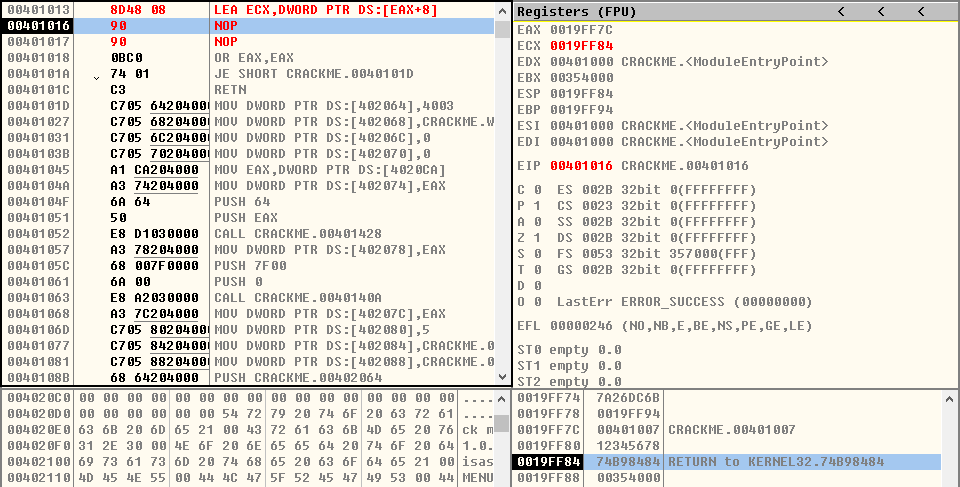 00401013 8D48 08 LEA ECX,DWORD PTR DS:[EAX+8]
00401016 90 NOP
00401017 90 NOP
00401018 0BC0 OR EAX,EAX
0040101A 74 01 JE SHORT CRACKME.0040101D
0040101C C3 RETN
0040101D C705 64204000 MOV DWORD PTR DS:[402064],4003
00401027 C705 68204000 MOV DWORD PTR DS:[402068],CRACKME.W
00401031 C705 6C204000 MOV DWORD PTR DS:[40206C],0
0040103B C705 70204000 MOV DWORD PTR DS:[402070],0
00401045 A1 CA204000 MOV EAX,DWORD PTR DS:[4020CA]
0040104A A3 74204000 MOV DWORD PTR DS:[402074],EAX
0040104F 6A 64 PUSH 64
00401051 50 PUSH EAX
00401052 E8 D1030000 CALL CRACKME.00401428
00401057 A3 78204000 MOV DWORD PTR DS:[402078],EAX
0040105C 68 007F0000 PUSH 7F00
00401061 6A 00 PUSH 0
00401063 E8 A2030000 CALL CRACKME.0040140A
00401068 A3 7C204000 MOV DWORD PTR DS:[40207C],EAX
0040106D C705 80204000 MOV DWORD PTR DS:[402080],5
00401077 C705 84204000 MOV DWORD PTR DS:[402084],CRACKME.0
00401081 C705 88204000 MOV DWORD PTR DS:[402088],CRACKME.0
0040108B 68 64204000 PUSH CRACKME.00402064
Registers (FPU) < < <
EAX 0019FF7C
ECX 0019FF84
EDX 00401000 CRACKME.<ModuleEntryPoint>
EBX 00354000
ESP 0019FF84
EBP 0019FF94
ESI 00401000 CRACKME.<ModuleEntryPoint>
EDI 00401000 CRACKME.<ModuleEntryPoint>
EIP 00401016 CRACKME.00401016
C 0 ES 002B 32bit 0(FFFFFFFF)
P 1 CS 0023 32bit 0(FFFFFFFF)
A 0 SS 002B 32bit 0(FFFFFFFF)
Z 1 DS 002B 32bit 0(FFFFFFFF)
S 0 FS 0053 32bit 357000(FFF)
T 0 GS 002B 32bit 0(FFFFFFFF)
D 0
O 0 LastErr ERROR_SUCCESS (00000000)
EFL 00000246 (NO,NB,E,BE,NS,PE,GE,LE)
ST0 empty 0.0
ST1 empty 0.0
ST2 empty 0.0
004020C0 00 00 00 00 00 00 00 00 00 00 00 00 00 00 00 00 ....
004020D0 00 00 00 00 00 00 54 72 79 20 74 6F 20 63 72 61 ....
004020E0 63 6B 20 6D 65 21 00 43 72 61 63 6B 4D 65 20 76 ck m
004020F0 31 2E 30 00 4E 6F 20 6E 65 65 64 20 74 6F 20 64 1.0.
00402100 69 73 61 73 6D 20 74 68 65 20 63 6F 64 65 21 00 isas
00402110 4D 45 4E 55 00 44 4C 47 5F 52 45 47 49 53 00 44 MENU
0019FF74 7A26DC6B
0019FF78 0019FF94
0019FF7C 00401007 CRACKME.00401007
0019FF80 12345678
0019FF84 74B98484 RETURN to KERNEL32.74B98484
0019FF88 00354000